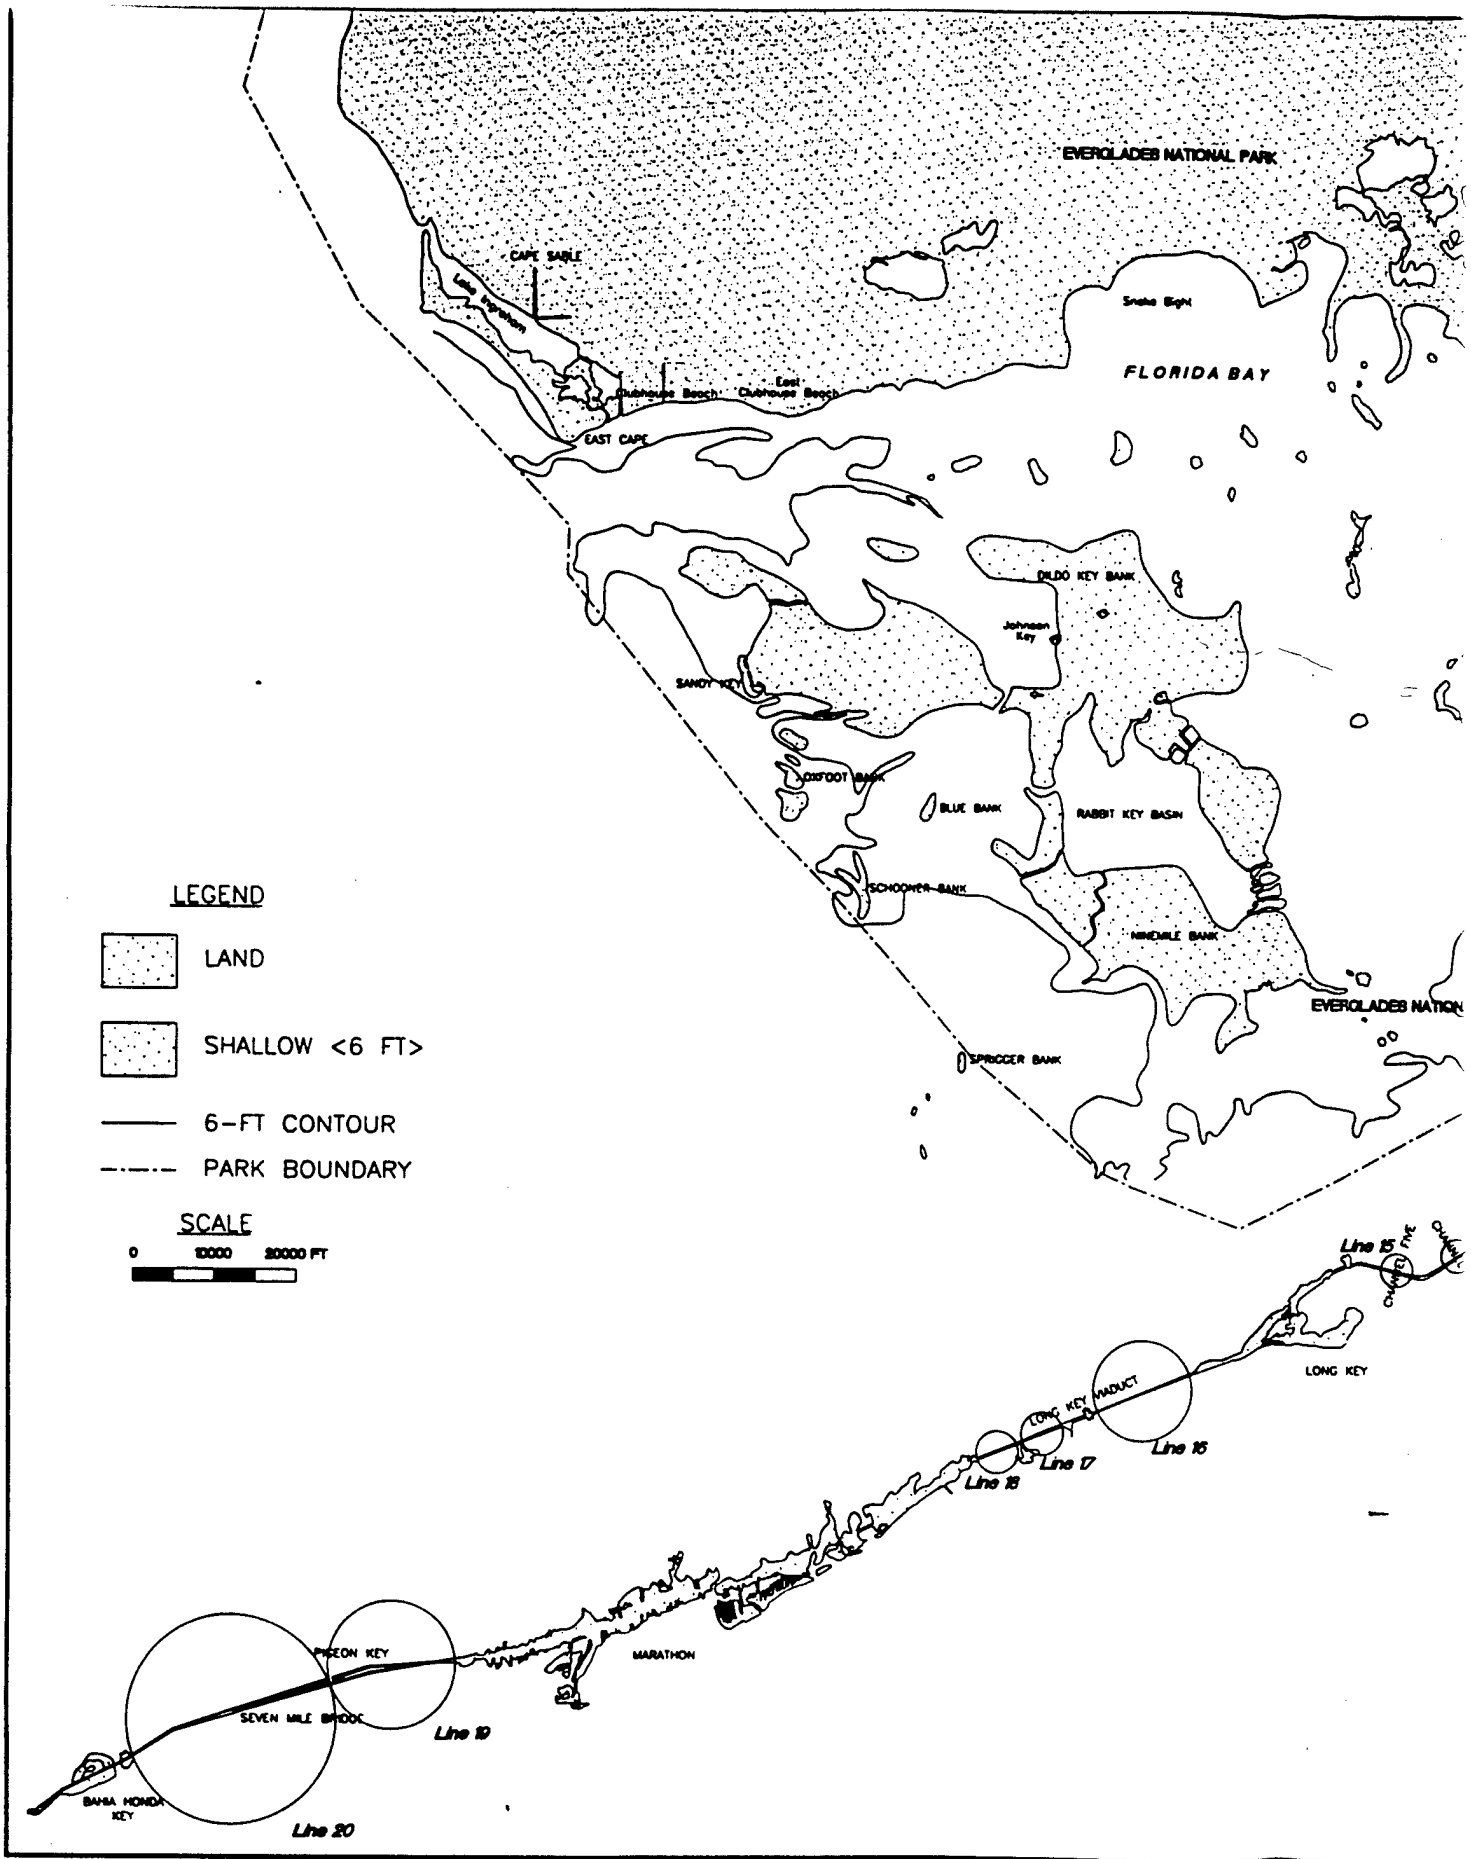 EVERGLADES NATIONAL PARK
CAPE SABLE
Lake Ingraham
Snake Bight
FLORIDA BAY
East
Clubhouse Beach
Clubhouse Beach
EAST CAPE
DILDO KEY BANK
Johnson
Key
SANDY KEY
OXFOOT BANK
BLUE BANK
RABBIT KEY BASIN
SCHOONER BANK
NINEMILE BANK
EVERGLADES NATION
SPRIGGER BANK
LEGEND
LAND
SHALLOW <6 FT>
6-FT CONTOUR
PARK BOUNDARY
SCALE
0 10000 20000 FT
Line 15
CHANNEL FIVE
LONG KEY
LONG KEY VIADUCT
Line 16
Line 17
Line 18
MARATHON
PIGEON KEY
SEVEN MILE BRIDGE
Line 19
BAHIA HONDA
KEY
Line 20